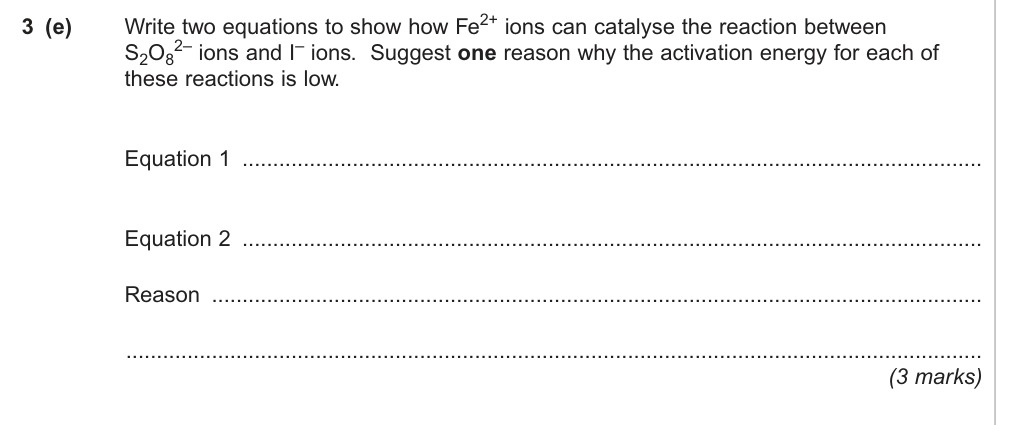 3 (e) Write two equations to show how Fe²⁺ ions can catalyse the reaction between
S₂O₈²⁻ ions and I⁻ ions. Suggest one reason why the activation energy for each of
these reactions is low.
Equation 1 ....................................................................................................
Equation 2 ....................................................................................................
Reason ....................................................................................................
....................................................................................................
(3 marks)